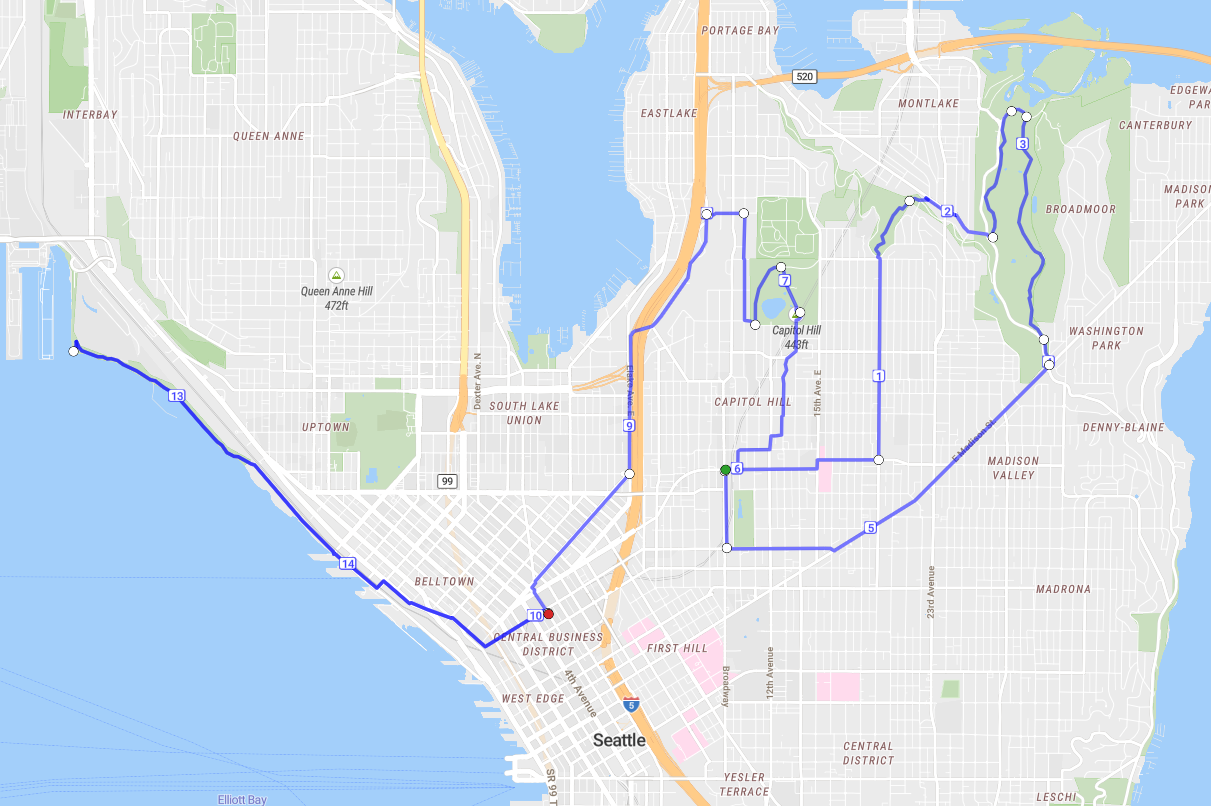 PORTAGE BAY
520
EDGEWA
PAR
INTERBAY
QUEEN ANNE
EASTLAKE
MONTLAKE
CANTERBURY
3
MADISON
PARK
BROADMOOR
2
Queen Anne Hill
472ft
7
Capitol Hill
443ft
WASHINGTON
PARK
Dexter Ave. N
15th Ave. E
1
13
SOUTH LAKE
UNION
CAPITOL HILL
UPTOWN
9
DENNY-BLAINE
E Madison St.
MADISON
VALLEY
6
99
5
14
BELLTOWN
23rd Avenue
MADRONA
10
CENTRAL BUSINESS
DISTRICT
FIRST HILL
4th Avenue
Broadway
12th Avenue
WEST EDGE
5
Seattle
CENTRAL
DISTRICT
YESLER
TERRACE
SR 99 T
Elliott Bay
LESCHI